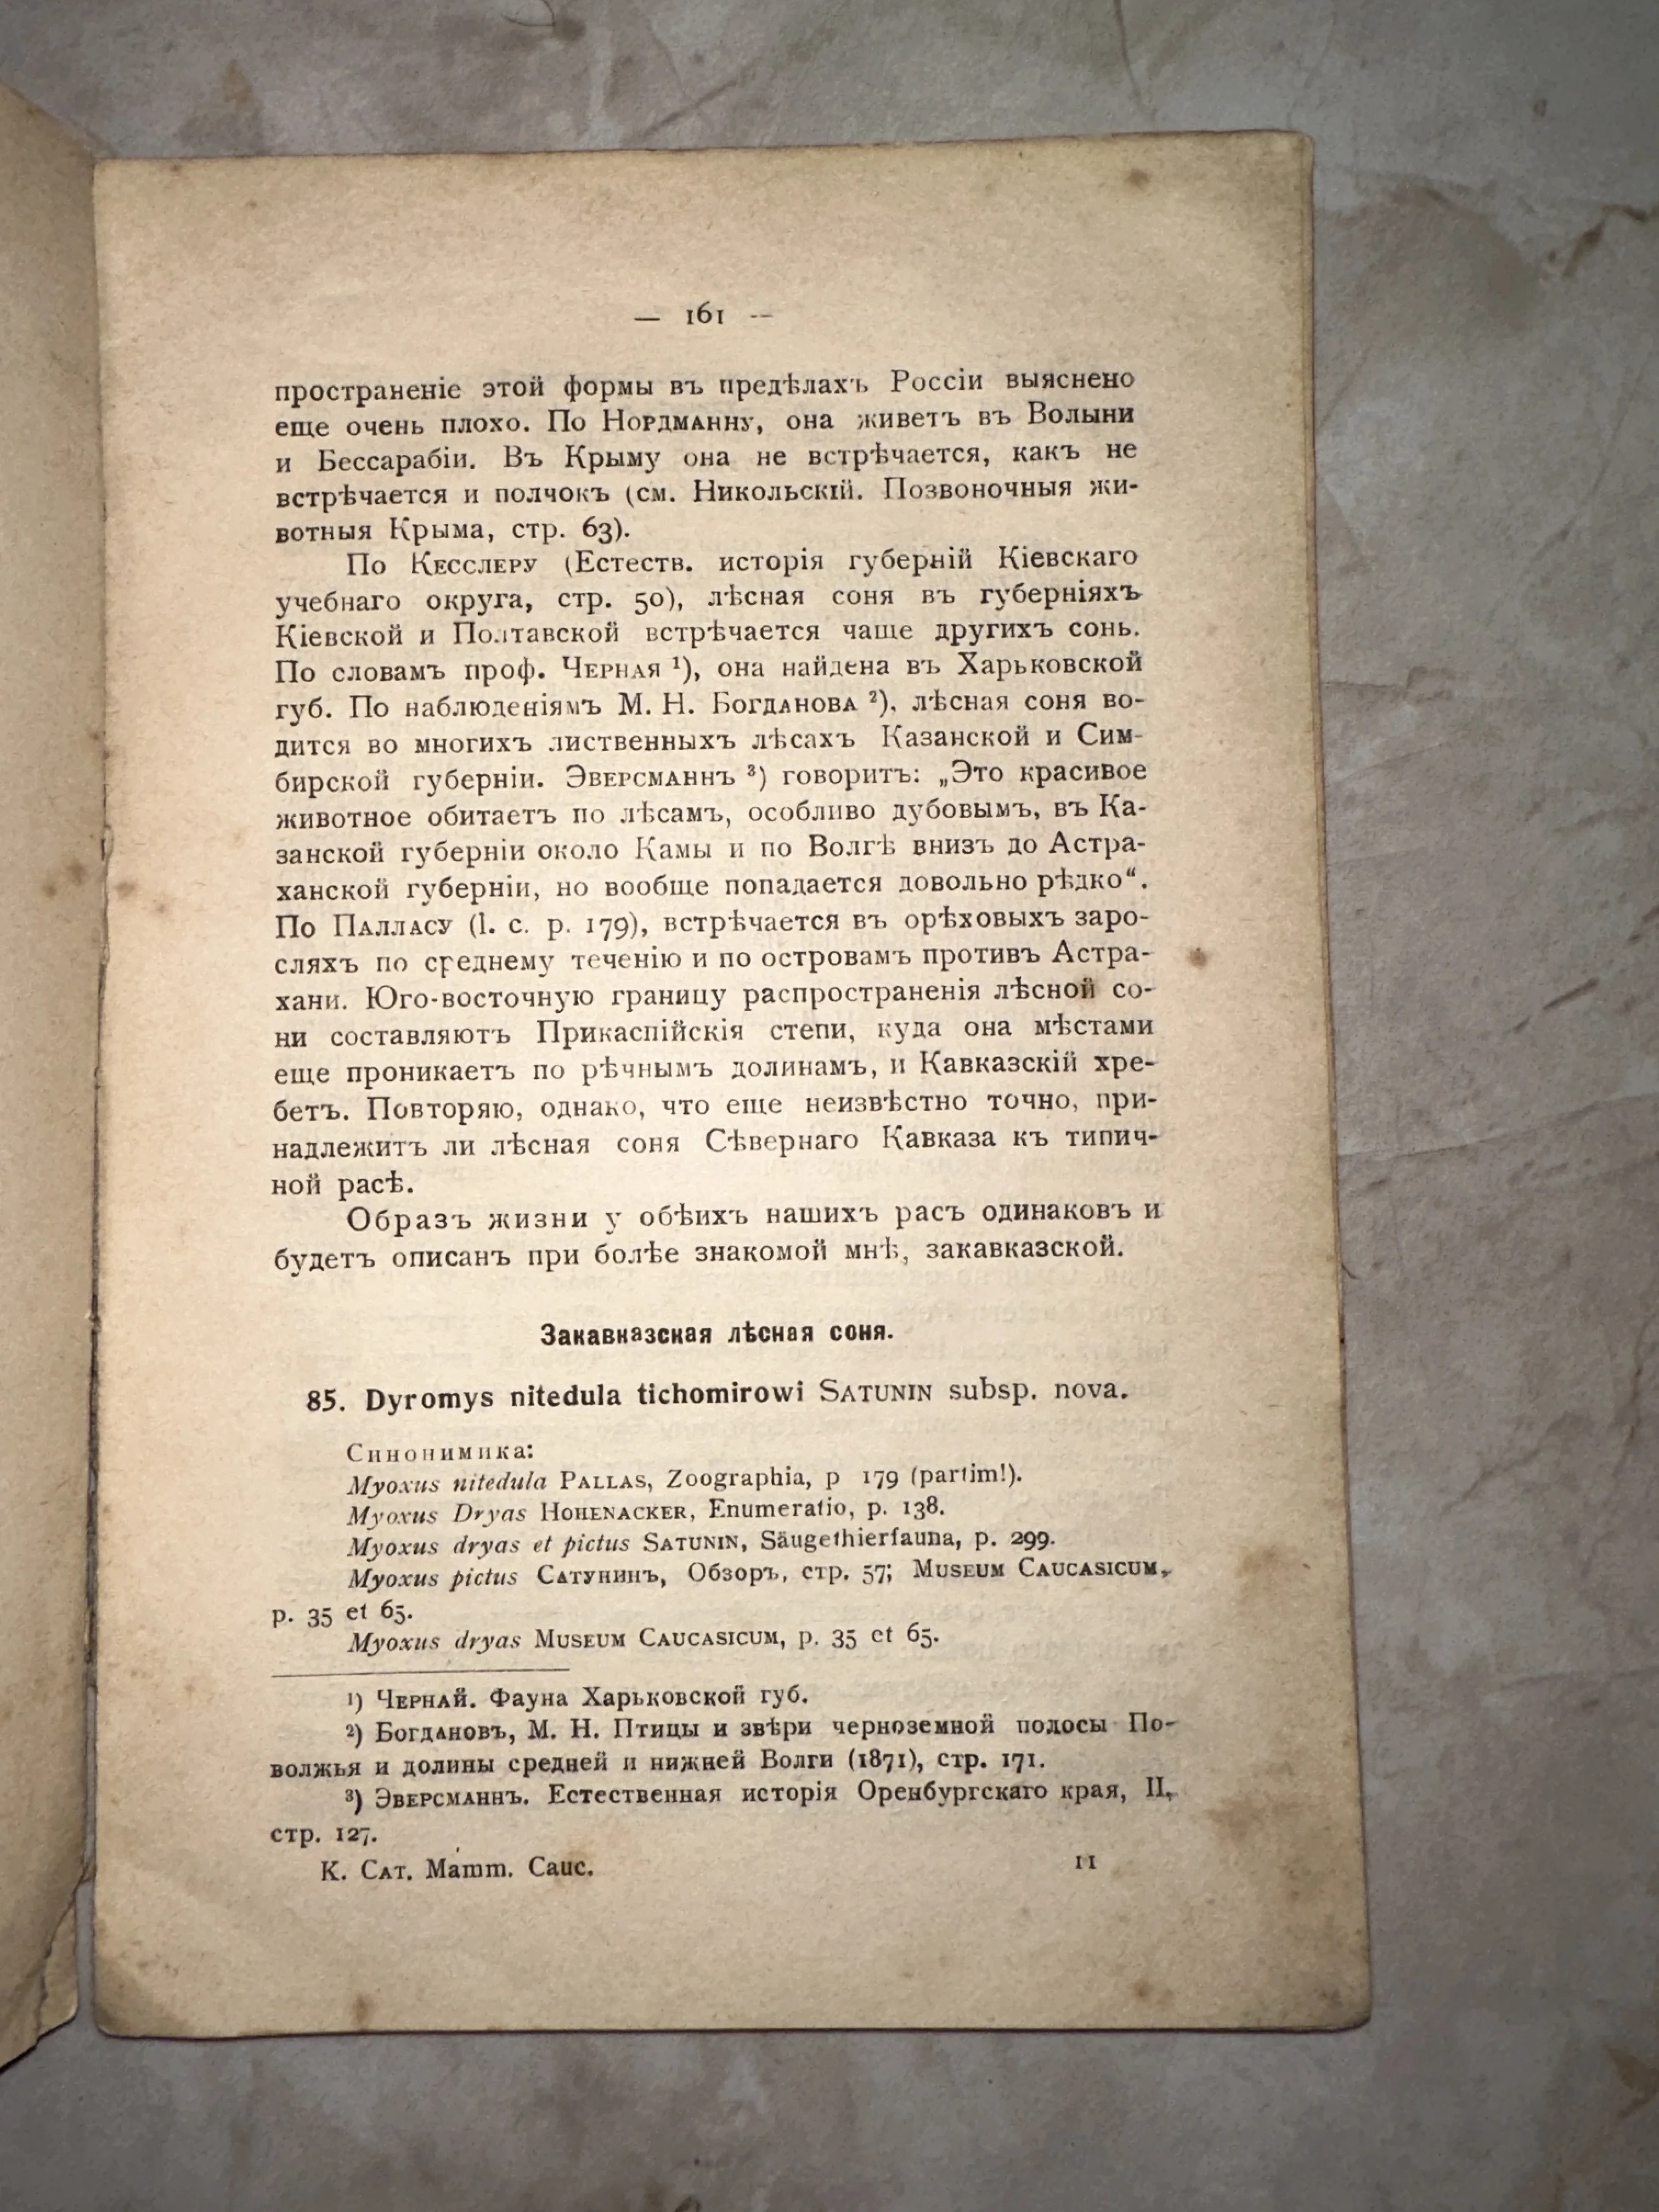 — 161 —
пространеніе этой формы въ предѣлахъ Россіи выяснено
еще очень плохо. По Нордманну, она живетъ въ Волыни
и Бессарабіи. Въ Крыму она не встрѣчается, какъ не
встрѣчается и полчокъ (см. Никольскій. Позвоночныя жи-
вотныя Крыма, стр. 63).
По Кесслеру (Естеств. исторія губерній Кіевскаго
учебнаго округа, стр. 50), лѣсная соня въ губерніяхъ
Кіевской и Полтавской встрѣчается чаще другихъ сонь.
По словамъ проф. Черная ¹), она найдена въ Харьковской
губ. По наблюденіямъ М. Н. Богданова ²), лѣсная соня во-
дится во многихъ лиственныхъ лѣсахъ Казанской и Сим-
бирской губерніи. Эверсманнъ ³) говоритъ: „Это красивое
животное обитаетъ по лѣсамъ, особливо дубовымъ, въ Ка-
занской губерніи около Камы и по Волгѣ внизъ до Астра-
ханской губерніи, но вообще попадается довольно рѣдко“.
По Палласу (l. c. p. 179), встрѣчается въ орѣховыхъ заро-
сляхъ по среднему теченію и по островамъ противъ Астра-
хани. Юго-восточную границу распространенія лѣсной со-
ни составляютъ Прикаспійскія степи, куда она мѣстами
еще проникаетъ по рѣчнымъ долинамъ, и Кавказскій хре-
бетъ. Повторяю, однако, что еще неизвѣстно точно, при-
надлежитъ ли лѣсная соня Сѣвернаго Кавказа къ типич-
ной расѣ.
Образъ жизни у обѣихъ нашихъ расъ одинаковъ и
будетъ описанъ при болѣе знакомой мнѣ, закавказской.
Закавказская лѣсная соня.
85. Dyromys nitedula tichomirowi Satunin subsp. nova.
Синонимика:
Myoxus nitedula Pallas, Zoographia, p 179 (partim!).
Myoxus Dryas Hohenacker, Enumeratio, p. 138.
Myoxus dryas et pictus Satunin, Säugethierfauna, p. 299.
Myoxus pictus Сатунинъ, Обзоръ, стр. 57; Museum Caucasicum,
p. 35 et 65.
Myoxus dryas Museum Caucasicum, p. 35 et 65.
¹) Чернай. Фауна Харьковской губ.
²) Богдановъ, М. Н. Птицы и звѣри черноземной полосы По-
волжья и долины средней и нижней Волги (1871), стр. 171.
³) Эверсманнъ. Естественная исторія Оренбургскаго края, II,
стр. 127.
К. Сат. Mamm. Cauc. 11